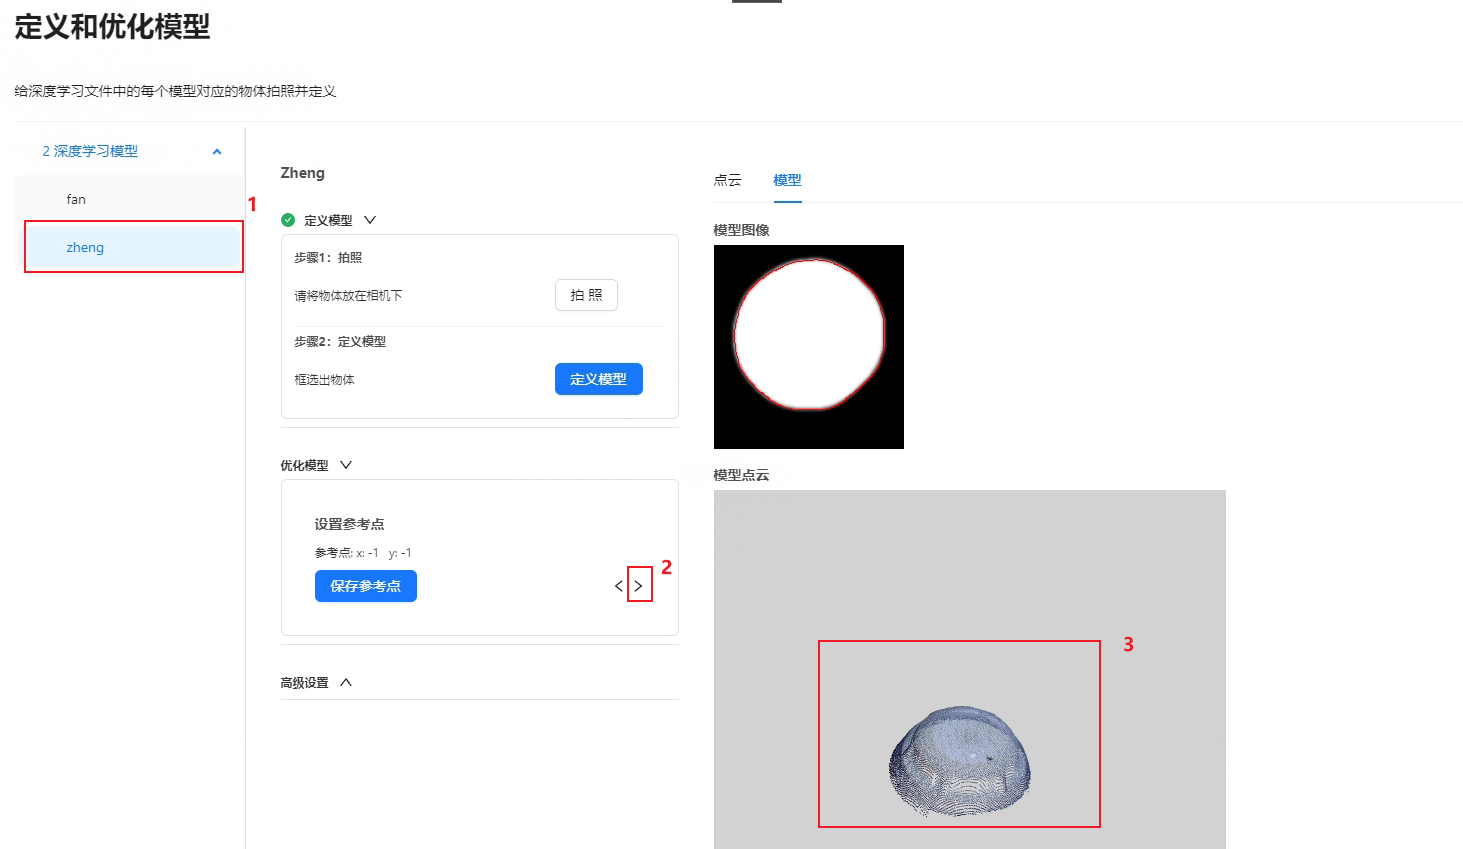 定义和优化模型
给深度学习文件中的每个模型对应的物体拍照并定义
2 深度学习模型
fan
1
zheng
Zheng
定义模型
步骤1：拍照
请将物体放在相机下
拍 照
步骤2：定义模型
框选出物体
定义模型
优化模型
设置参考点
参考点: x: -1 y: -1
保存参考点
< >
2
高级设置
点云 模型
模型图像
模型点云
3